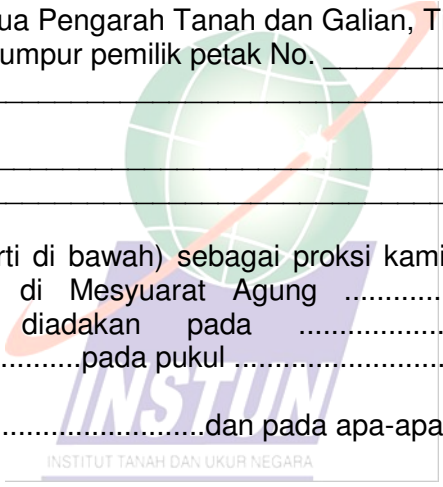 ua Pengarah Tanah dan Galian, T
umpur pemilik petak No. ________
rti di bawah) sebagai proksi kami
di Mesyuarat Agung .............
diadakan pada ...................
...........pada pukul ........................
........................dan pada apa-apa
INSTUN
INSTITUT TANAH DAN UKUR NEGARA